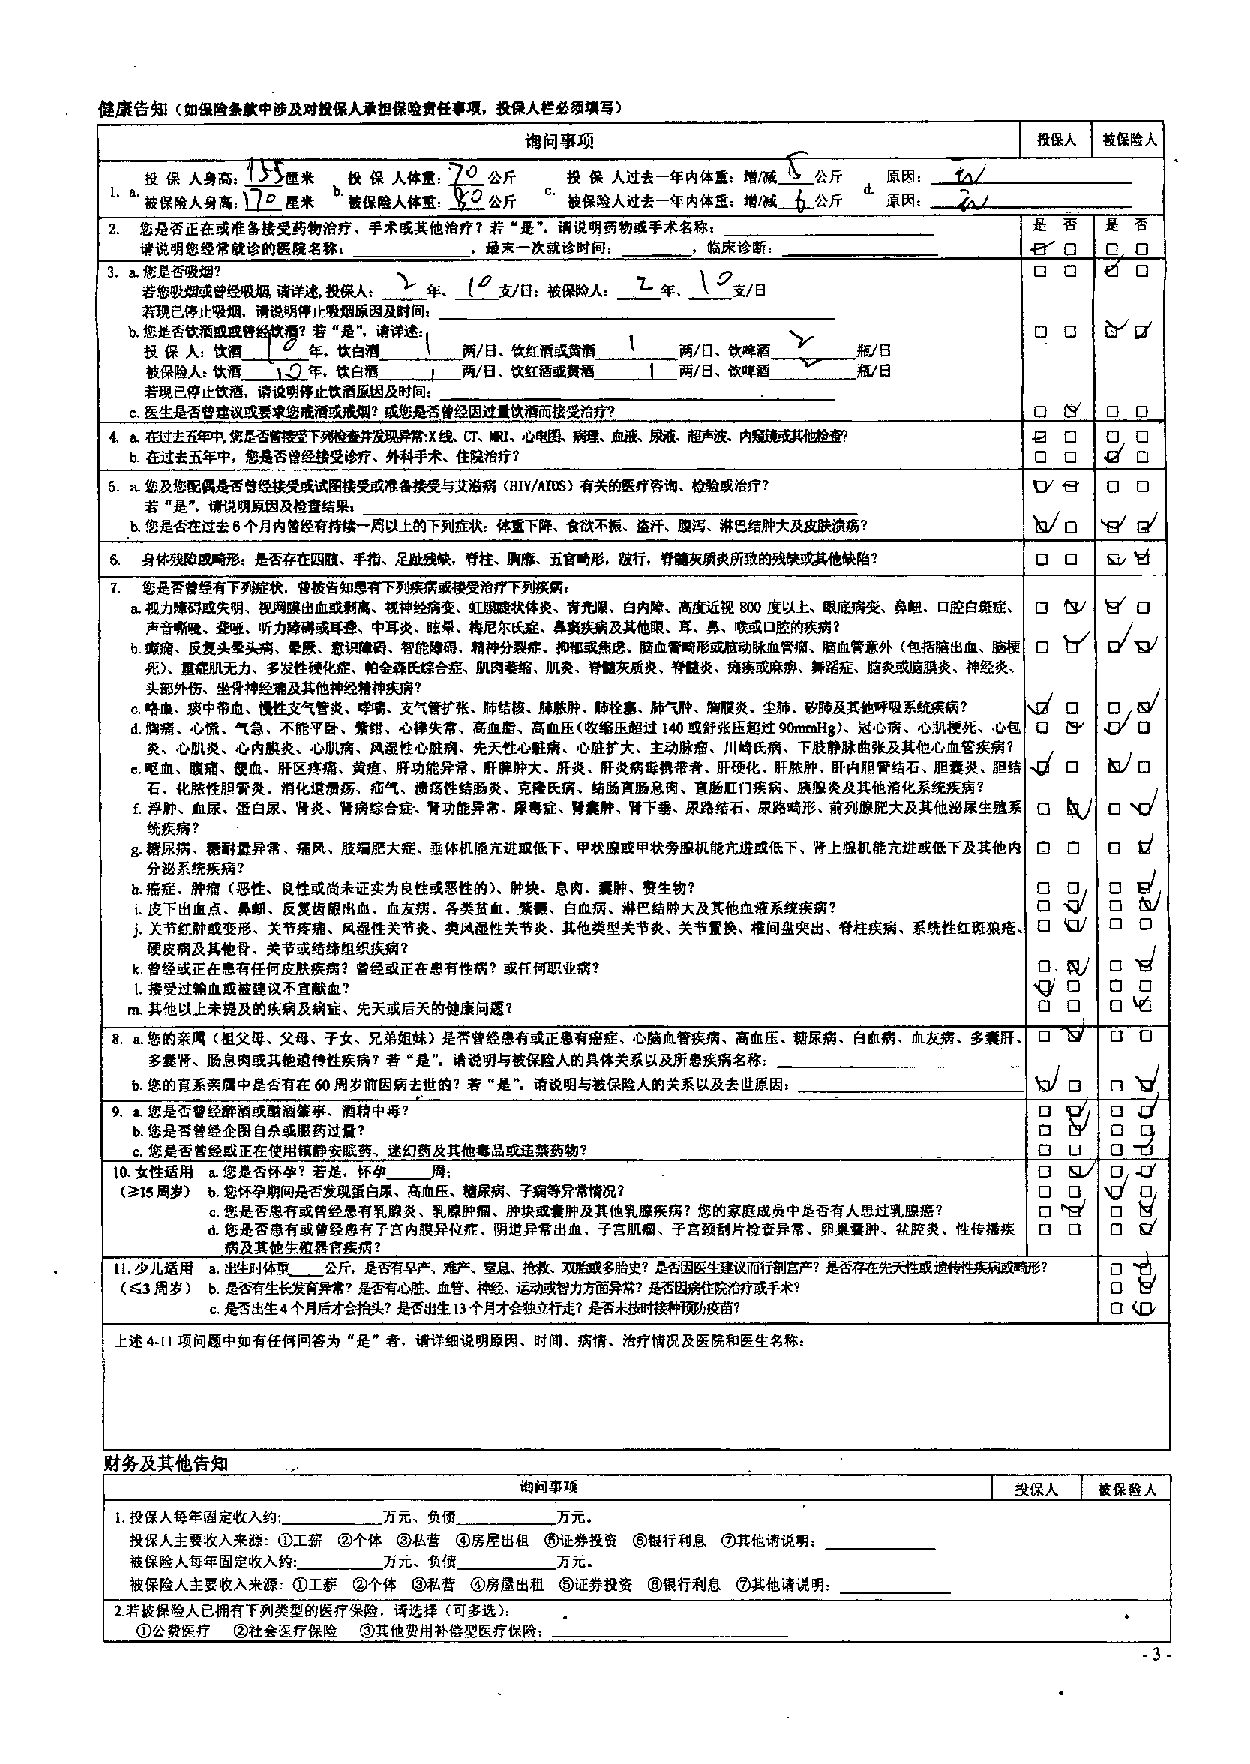 健康告知(如保险条款中涉及对投保人承担保险责任事项，投保人栏必须填写)
询问事项 投保人 被保险人
1. a. 投 保 人身高：155厘米 b. 投 保 人体重：70公斤 c. 投 保 人过去一年内体重：增/减5公斤 d. 原因：
被保险人身高：170厘米 被保险人体重：80公斤 被保险人过去一年内体重：增/减6公斤 原因：
2. 您是否正在或准备接受药物治疗、手术或其他治疗？若“是”，请说明药物或手术名称：
是 否 是 否
请说明您经常就诊的医院名称：，最末一次就诊时间：，临床诊断：
3. a.您是否吸烟？
若您吸烟或曾经吸烟，请详述，投保人：2年、10支/日；被保险人：2年、10支/日
若现已停止吸烟，请说明停止吸烟原因及时间：
b.您是否饮酒或或曾经饮酒？若“是”，请详述：
投 保 人：饮酒10年，饮白酒1两/日、饮红酒或黄酒1两/日、饮啤酒2瓶/日
被保险人：饮酒10年，饮白酒1两/日、饮红酒或黄酒1两/日、饮啤酒2瓶/日
若现已停止饮酒，请说明停止饮酒原因及时间：
c.医生是否曾建议或要求您戒酒或戒烟？或您是否曾经因过量饮酒而接受治疗？
4. a.在过去五年中，您是否曾接受下列检查并发现异常：X线、CT、MRI、心电图、病理、血液、尿液、超声波、内窥镜或其他检查？
b.在过去五年中，您是否曾经接受诊疗、外科手术、住院治疗？
5. a.您及您配偶是否曾经接受或试图接受或准备接受与艾滋病（HIV/AIDS）有关的医疗咨询、检验或治疗？
若“是”，请说明原因及检查结果：
b.您是否在过去6个月内曾经有持续一周以上的下列症状：体重下降、食欲不振、盗汗、腹泻、淋巴结肿大及皮肤溃疡？
6. 身体残障或畸形：是否存在四肢、手指、足趾残缺，脊柱、胸廓、五官畸形，跛行，脊髓灰质炎所致的残缺或其他缺陷？
7. 您是否曾经有下列症状，曾被告知患有下列疾病或接受治疗下列疾病：
a.视力障碍或失明、视网膜出血或剥离、视神经病变、虹膜睫状体炎、青光眼、白内障、高度近视800度以上、眼底病变、鼻衄、口腔白斑症、
声音嘶哑、聋哑、听力障碍或耳聋、中耳炎、眩晕、梅尼尔氏症、鼻窦疾病及其他眼、耳、鼻、喉或口腔的疾病？
b.癫痫、反复头晕头痛、晕厥、意识障碍、智能障碍、精神分裂症、抑郁或焦虑、脑血管畸形或脑动脉血管瘤、脑血管意外（包括脑出血、脑梗
死）、重症肌无力、多发性硬化症、帕金森氏综合症、肌肉萎缩、肌炎、脊髓灰质炎、脊髓炎、瘫痪或麻痹、舞蹈症、脑炎或脑膜炎、神经炎、
头部外伤、坐骨神经痛及其他神经精神疾病？
c.咯血、痰中带血、慢性支气管炎、哮喘、支气管扩张、肺结核、肺脓肿、肺栓塞、肺气肿、胸膜炎、尘肺、矽肺及其他呼吸系统疾病？
d.胸痛、心慌、气急、不能平卧、紫绀、心律失常、高血脂、高血压（收缩压超过140或舒张压超过90mmHg）、冠心病、心肌梗死、心包
炎、心肌炎、心内膜炎、心肌病、风湿性心脏病、先天性心脏病、心脏扩大、主动脉瘤、川崎氏病、下肢静脉曲张及其他心血管疾病？
e.呕血、腹痛、便血、肝区疼痛、黄疸、肝功能异常、肝脾肿大、肝炎、肝炎病毒携带者、肝硬化、肝脓肿、肝内胆管结石、胆囊炎、胆结
石、化脓性胆管炎、消化道溃疡、疝气、溃疡性结肠炎、克隆氏病、结肠直肠息肉、直肠肛门疾病、胰腺炎及其他消化系统疾病？
f.浮肿、血尿、蛋白尿、肾炎、肾病综合症、肾功能异常、尿毒症、肾囊肿、肾下垂、尿路结石、尿路畸形、前列腺肥大及其他泌尿生殖系
统疾病？
g.糖尿病、糖耐量异常、痛风、肢端肥大症、垂体机能亢进或低下、甲状腺或甲状旁腺机能亢进或低下、肾上腺机能亢进或低下及其他内
分泌系统疾病？
h.癌症、肿瘤（恶性、良性或尚未证实为良性或恶性的）、肿块、息肉、囊肿、赘生物？
i.皮下出血点、鼻衄、反复齿龈出血、血友病、各类贫血、紫癜、白血病、淋巴结肿大及其他血液系统疾病？
j.关节红肿或变形、关节疼痛、风湿性关节炎、类风湿性关节炎、其他类型关节炎、关节置换、椎间盘突出、脊柱疾病、系统性红斑狼疮、
硬皮病及其他骨、关节或结缔组织疾病？
k.曾经或正在患有任何皮肤疾病？曾经或正在患有性病？或任何职业病？
l.接受过输血或被建议不宜献血？
m.其他以上未提及的疾病及病症、先天或后天的健康问题？
8. a.您的亲属（祖父母、父母、子女、兄弟姐妹）是否曾经患有或正患有癌症、心脑血管疾病、高血压、糖尿病、白血病、血友病、多囊肝、
多囊肾、肠息肉或其他遗传性疾病？若“是”，请说明与被保险人的具体关系以及所患疾病名称：
b.您的直系亲属中是否有在60周岁前因病去世的？若“是”，请说明与被保险人的关系以及去世原因：
9. a.您是否曾经醉酒或酗酒肇事、酒精中毒？
b.您是否曾经企图自杀或服药过量？
c.您是否曾经或正在使用镇静安眠药、迷幻药及其他毒品或违禁药物？
10.女性适用 a.您是否怀孕？若是，怀孕周；
（≥15周岁） b.您怀孕期间是否发现蛋白尿、高血压、糖尿病、子痫等异常情况？
c.您是否患有或曾经患有乳腺炎、乳腺肿瘤、肿块或囊肿及其他乳腺疾病？您的家庭成员中是否有人患过乳腺癌？
d.您是否患有或曾经患有子宫内膜异位症、阴道异常出血、子宫肌瘤、子宫颈刮片检查异常、卵巢囊肿、盆腔炎、性传播疾
病及其他生殖器官疾病？
11.少儿适用 a.出生时体重公斤，是否有早产、难产、窒息、抢救、双胎或多胎史？是否因医生建议而行剖宫产？是否存在先天性或遗传性疾病或畸形？
（≤3周岁） b.是否有生长发育异常？是否有心脏、血管、神经、运动或智力方面异常？是否因病住院治疗或手术？
c.是否出生4个月后才会抬头？是否出生13个月才会独立行走？是否未按时接种预防疫苗？
上述4-11项问题中如有任何回答为“是”者，请详细说明原因、时间、病情、治疗情况及医院和医生名称：
财务及其他告知
询问事项 投保人 被保险人
1.投保人每年固定收入约：万元、负债万元。
投保人主要收入来源：①工薪 ②个体 ③私营 ④房屋出租 ⑤证券投资 ⑥银行利息 ⑦其他请说明：
被保险人每年固定收入约：万元、负债万元。
被保险人主要收入来源：①工薪 ②个体 ③私营 ④房屋出租 ⑤证券投资 ⑥银行利息 ⑦其他请说明：
2.若被保险人已拥有下列类型的医疗保险，请选择（可多选）：
①公费医疗 ②社会医疗保险 ③其他费用补偿型医疗保险：
- 3 -